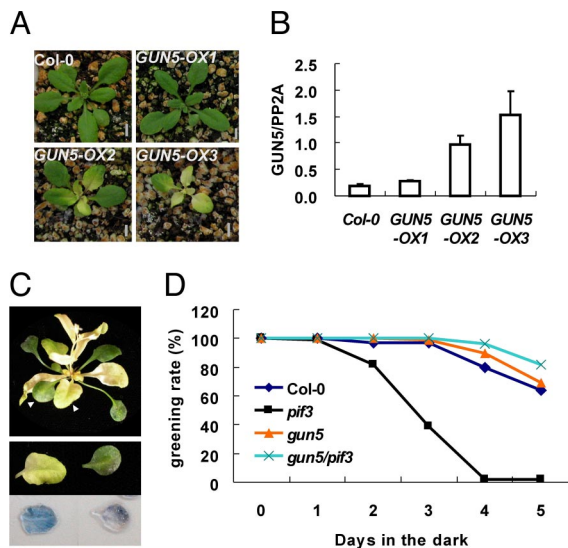 A
Col-0
GUN5-OX1
GUN5-OX2
GUN5-OX3
B
GUN5/PP2A
2.0
1.5
1.0
0.5
0.0
Col-0
GUN5
-OX1
GUN5
-OX2
GUN5
-OX3
C
D
greening rate (%)
120
100
80
60
40
20
0
Col-0
pif3
gun5
gun5/pif3
0 1 2 3 4 5
Days in the dark